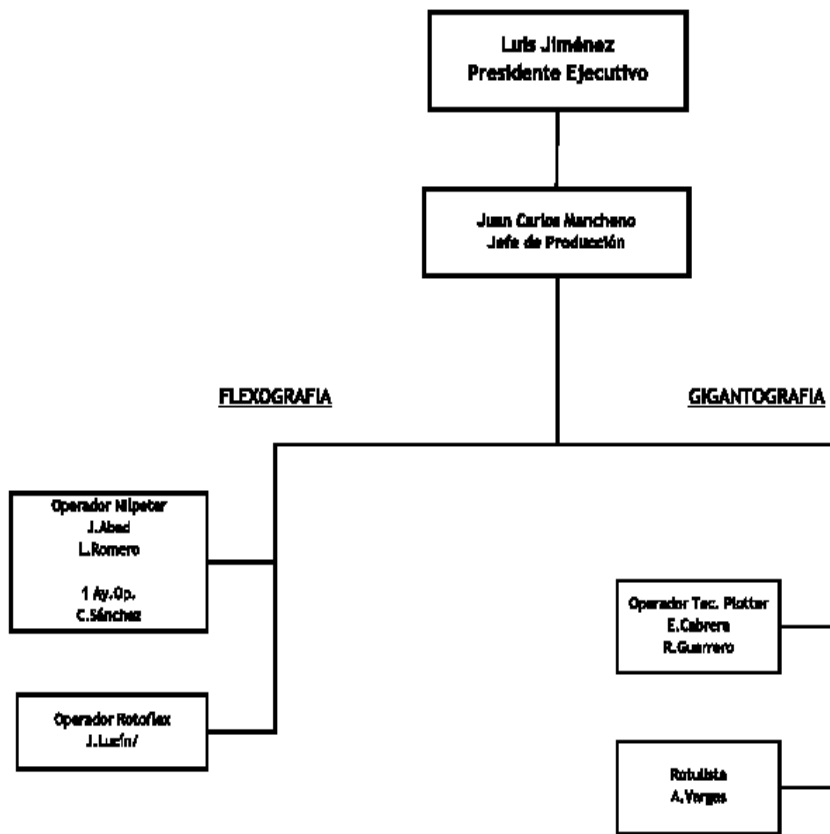 Luis Jiménez
Presidente Ejecutivo
Juan Carlos Mancheno
Jefe de Producción
FLEXOGRAFIA
GIGANTOGRAFIA
Operador Nilpeter
J.Abad
L.Romero
1 Ay.Op.
C.Sánchez
Operador Tec. Plotter
E.Cabrera
R.Guerrero
Operador Rotoflex
J.Lucín/
Rotulista
A.Vargas